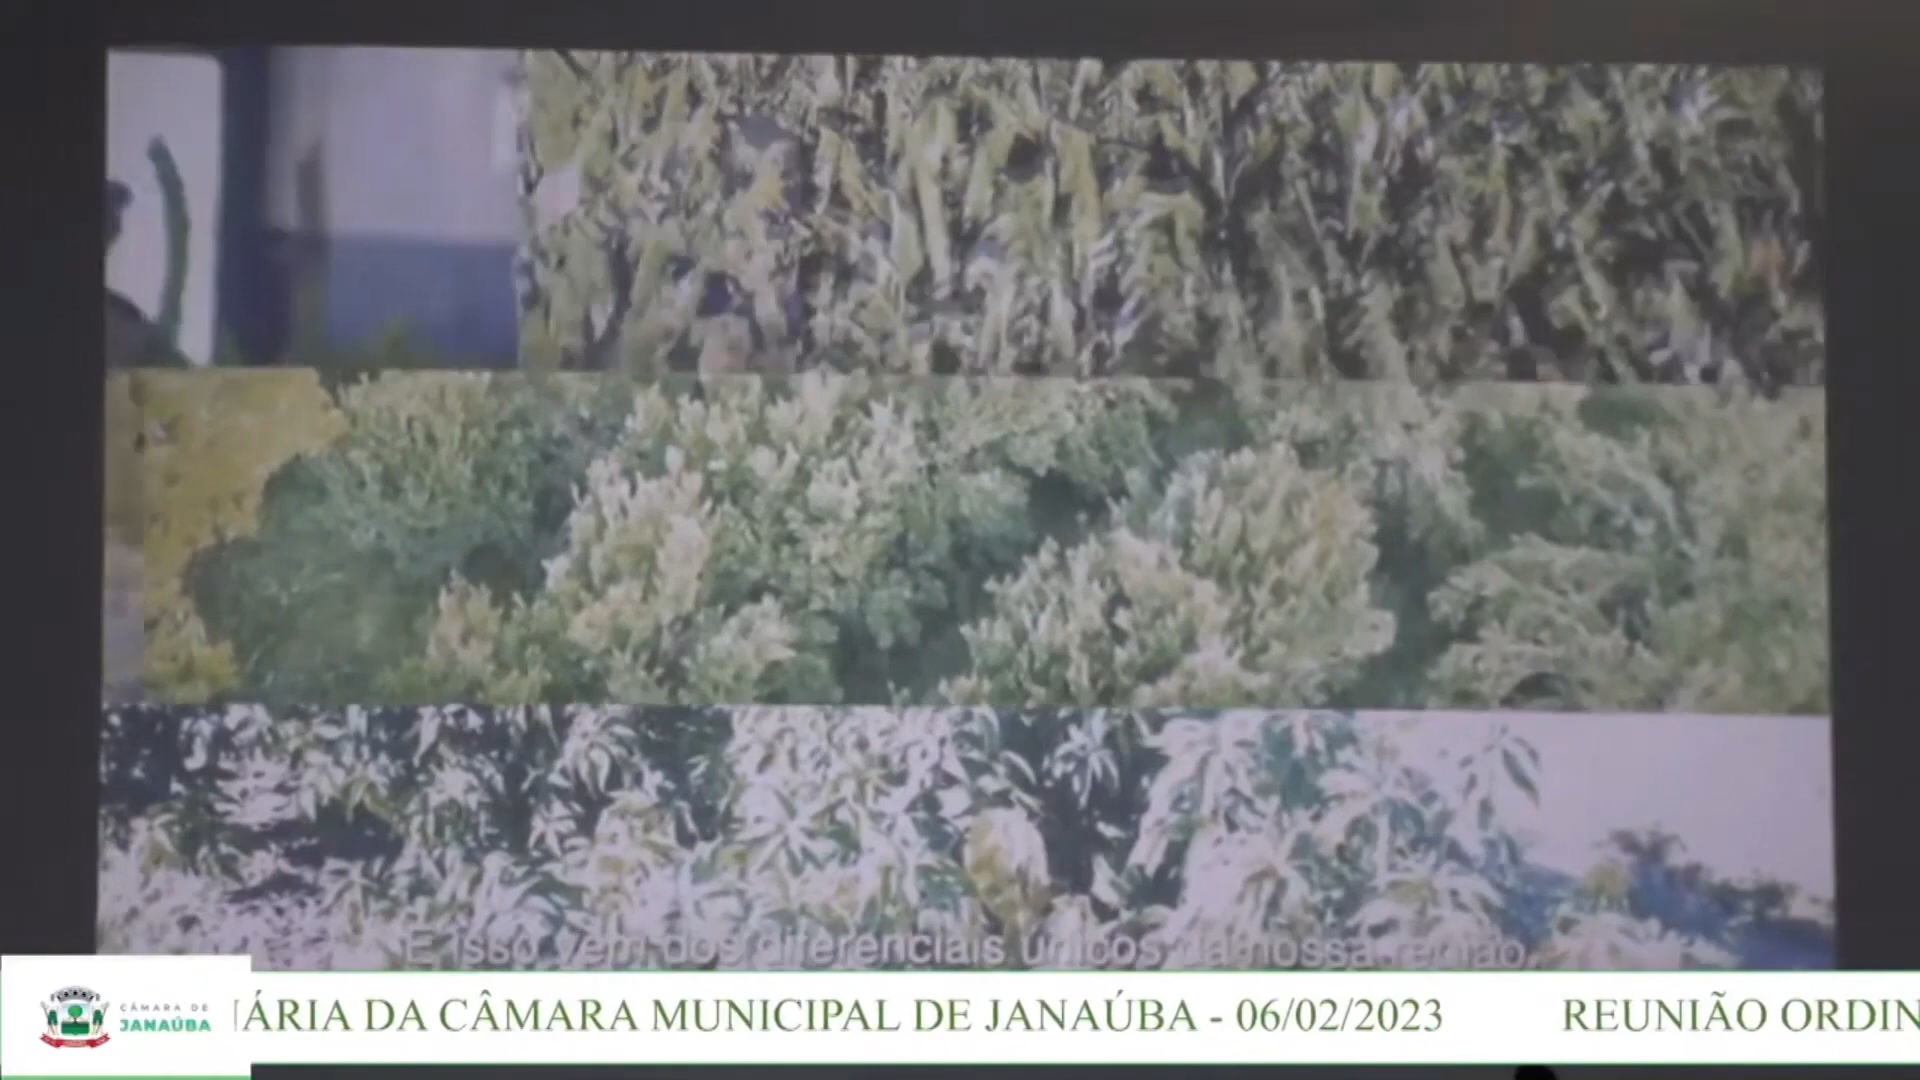 E isso vem dos diferenciais únicos da nossa região.
CÂMARA DE
JANAÚBA
ÁRIA DA CÂMARA MUNICIPAL DE JANAÚBA - 06/02/2023 REUNIÃO ORDIN